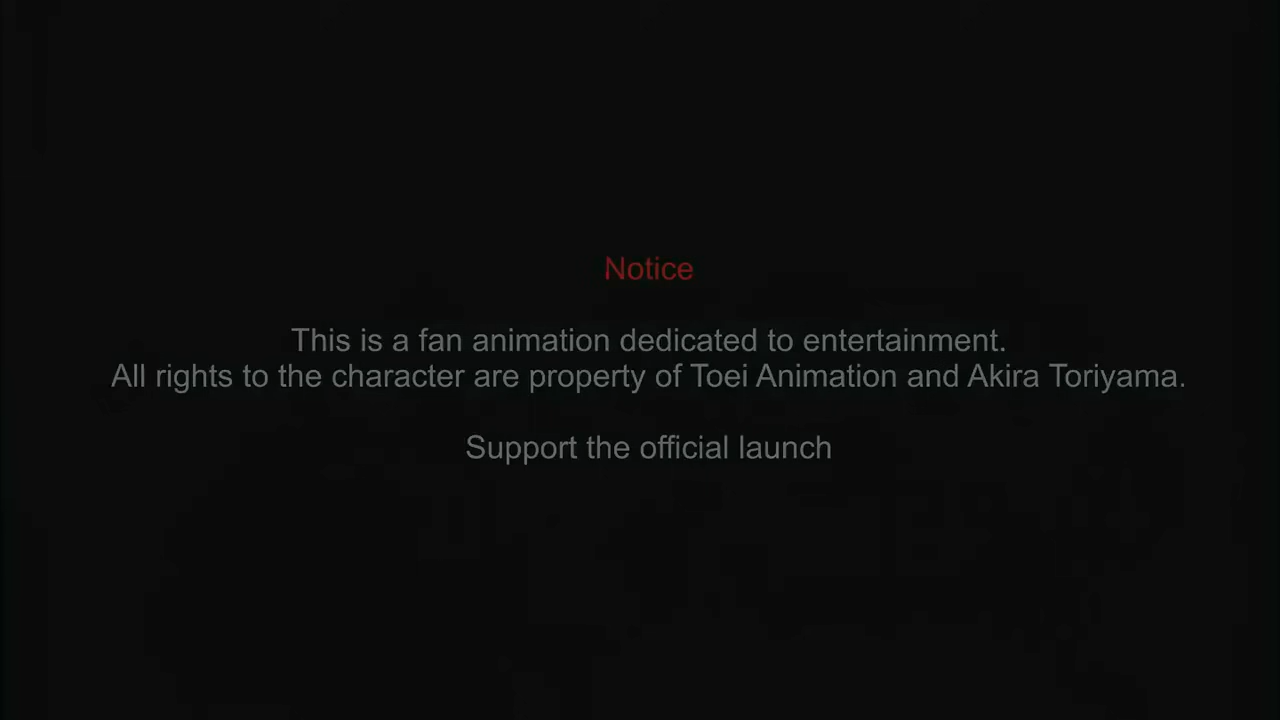 Notice
This is a fan animation dedicated to entertainment.
All rights to the character are property of Toei Animation and Akira Toriyama.
Support the official launch